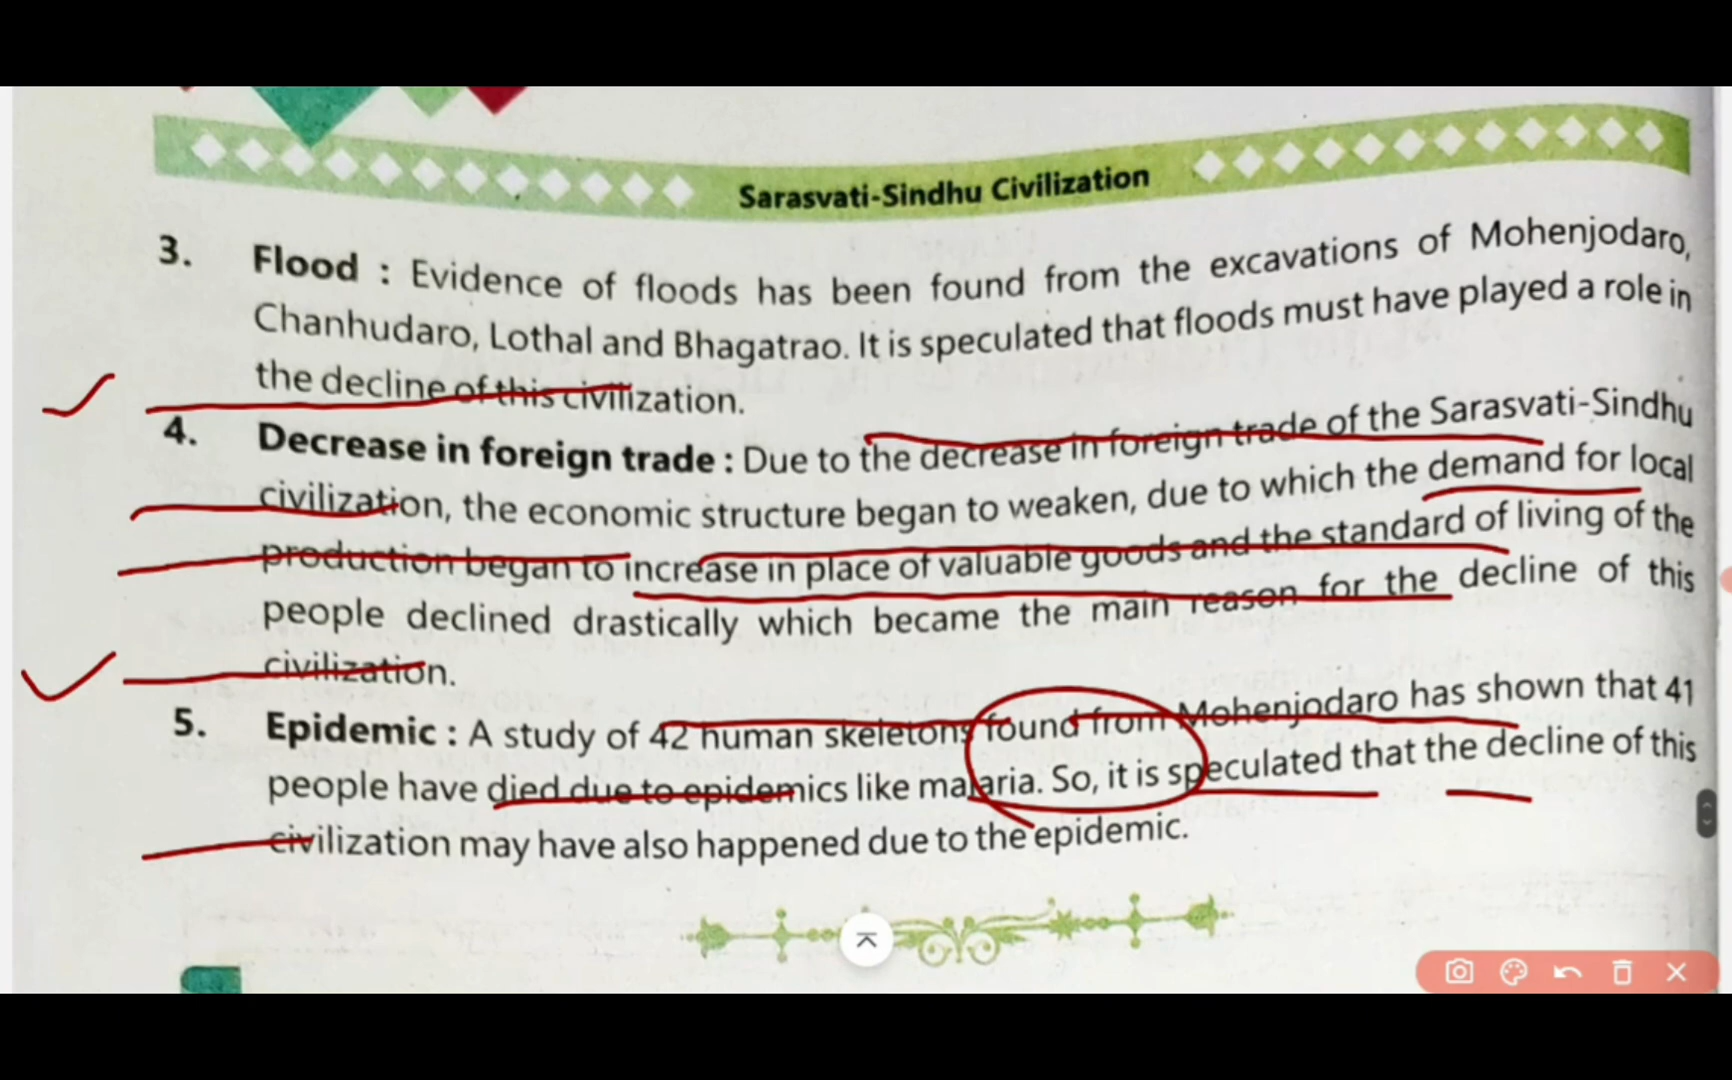 Sarasvati-Sindhu Civilization
3. Flood : Evidence of floods has been found from the excavations of Mohenjodaro,
Chanhudaro, Lothal and Bhagatrao. It is speculated that floods must have played a role in
the decline of this civilization.
4. Decrease in foreign trade : Due to the decrease in foreign trade of the Sarasvati-Sindhu
civilization, the economic structure began to weaken, due to which the demand for local
production began to increase in place of valuable goods and the standard of living of the
people declined drastically which became the main reason for the decline of this
civilization.
5. Epidemic : A study of 42 human skeletons found from Mohenjodaro has shown that 41
people have died due to epidemics like malaria. So, it is speculated that the decline of this
civilization may have also happened due to the epidemic.